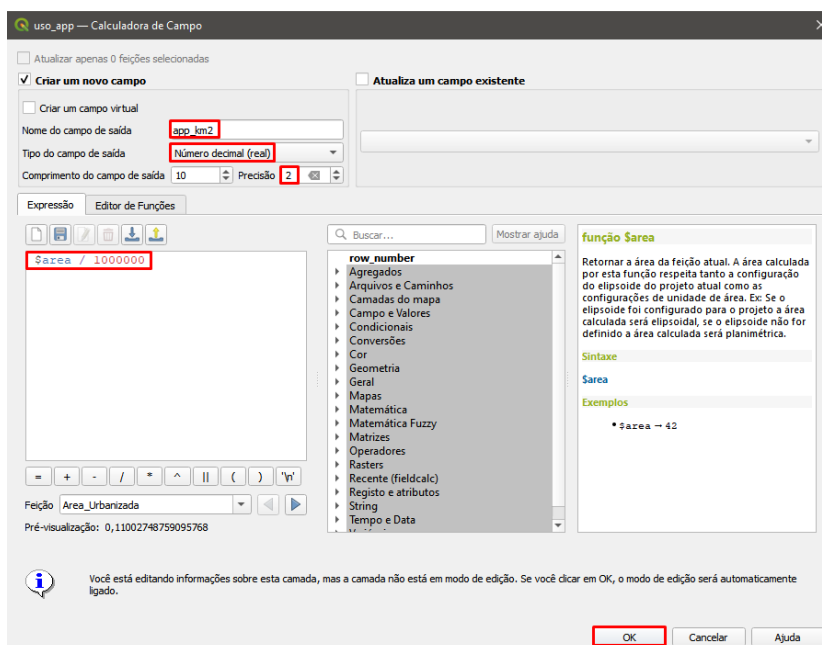 uso_app — Calculadora de Campo
Atualizar apenas 0 feições selecionadas
Criar um novo campo
Atualiza um campo existente
Criar um campo virtual
Nome do campo de saída app_km2
Tipo do campo de saída Número decimal (real)
Comprimento do campo de saída 10 Precisão 2
Expressão Editor de Funções
$area / 1000000
= + - / * ^ || ( ) '\n'
Feição Area_Urbanizada
Pré-visualização: 0,11002748759095768
Buscar... Mostrar ajuda
row_number
Agregados
Arquivos e Caminhos
Camadas do mapa
Campo e Valores
Condicionais
Conversões
Cor
Geometria
Geral
Mapas
Matemática
Matemática Fuzzy
Matrizes
Operadores
Rasters
Recente (fieldcalc)
Registo e atributos
String
Tempo e Data
função $area
Retornar a área da feição atual. A área calculada
por esta função respeita tanto a configuração
do elipsoide do projeto atual como as
configurações de unidade de área. Ex: Se o
elipsoide foi configurado para o projeto a área
calculada será elipsoidal, se o elipsoide não for
definido a área calculada será planimétrica.
Sintaxe
$area
Exemplos
• $area → 42
Você está editando informações sobre esta camada, mas a camada não está em modo de edição. Se você clicar em OK, o modo de edição será automaticamente
ligado.
OK Cancelar Ajuda